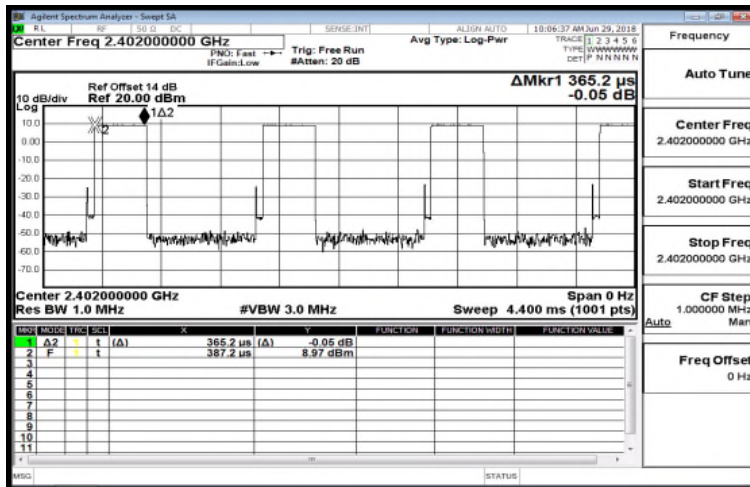 Agilent Spectrum Analyzer - Swept SA
RL RF 50 Ω DC SENSE:INT ALIGN AUTO 10:06:37 AM Jun 29, 2018
Center Freq 2.402000000 GHz
PNO: Fast
IFGain:Low
Trig: Free Run
#Atten: 20 dB
Avg Type: Log-Pwr
TRACE 1 2 3 4 5 6
TYPE WWWWWW
DET P N N N N N
Ref Offset 14 dB
Ref 20.00 dBm
10 dB/div
Log
ΔMkr1 365.2 µs
-0.05 dB
1Δ2
2
10.0
0.00
-10.0
-20.0
-30.0
-40.0
-50.0
-60.0
-70.0
Center 2.402000000 GHz Span 0 Hz
Res BW 1.0 MHz #VBW 3.0 MHz Sweep 4.400 ms (1001 pts)
MKR MODE TRC SCL X Y FUNCTION FUNCTION WIDTH FUNCTION VALUE
1 Δ2 1 t (Δ) 365.2 µs (Δ) -0.05 dB
2 F 1 t 387.2 µs 8.97 dBm
3
4
5
6
7
8
9
10
11
MSG STATUS
Frequency
Auto Tune
Center Freq
2.402000000 GHz
Start Freq
2.402000000 GHz
Stop Freq
2.402000000 GHz
CF Step
1.000000 MHz
Auto Man
Freq Offset
0 Hz